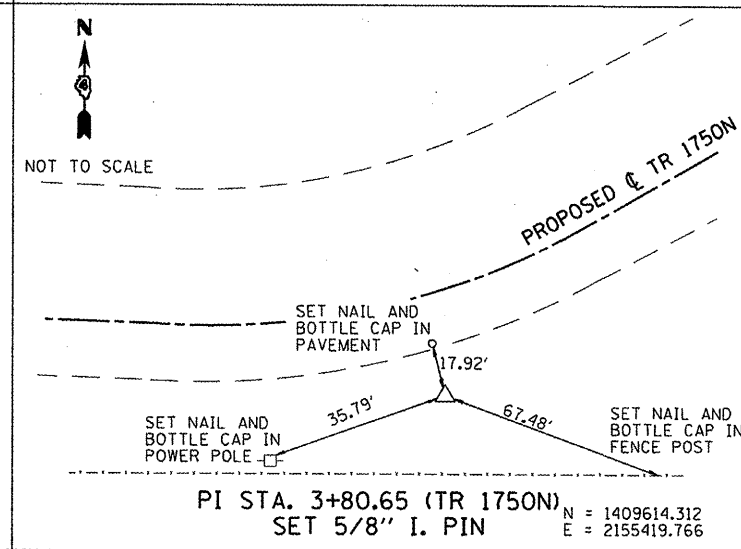 N
4
NOT TO SCALE
PROPOSED ℄ TR 1750N
SET NAIL AND
BOTTLE CAP IN
PAVEMENT
17.92'
35.79'
67.48'
SET NAIL AND
BOTTLE CAP IN
POWER POLE
SET NAIL AND
BOTTLE CAP IN
FENCE POST
PI STA. 3+80.65 (TR 1750N)
SET 5/8" I. PIN
N = 1409614.312
E = 2155419.766